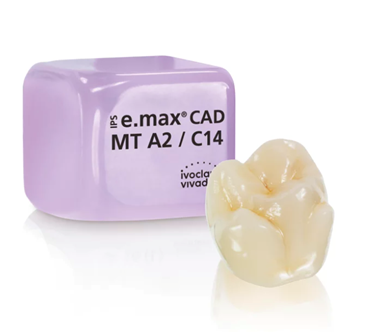 IPS e.max® CAD
MT A2 / C14
ivoclar
vivad